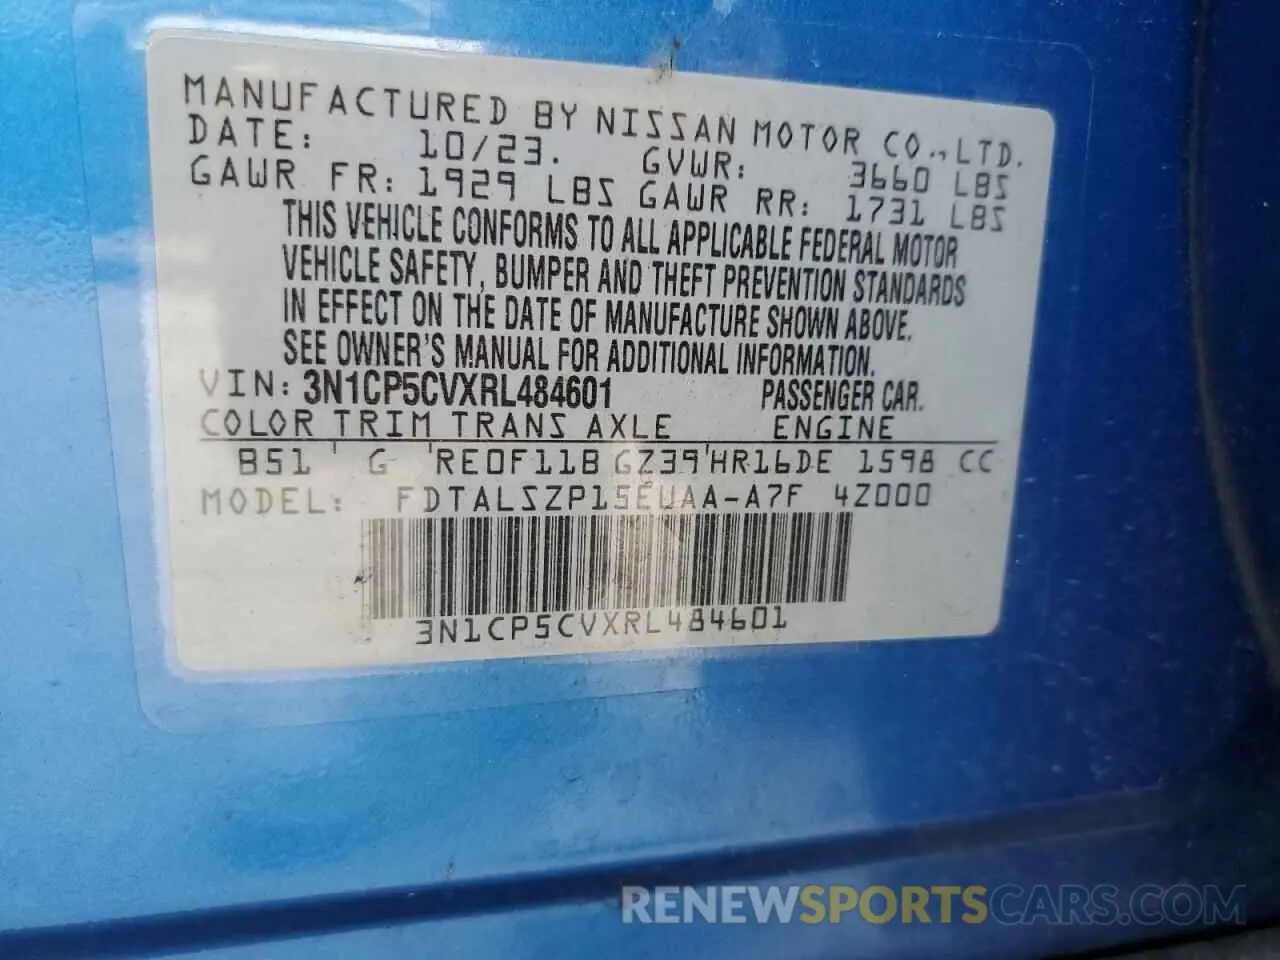 MANUFACTURED BY NISSAN MOTOR CO.,LTD.
DATE: 10/23. GVWR: 3660 LBS
GAWR FR: 1929 LBS GAWR RR: 1731 LBS
THIS VEHICLE CONFORMS TO ALL APPLICABLE FEDERAL MOTOR
VEHICLE SAFETY, BUMPER AND THEFT PREVENTION STANDARDS
IN EFFECT ON THE DATE OF MANUFACTURE SHOWN ABOVE.
SEE OWNER'S MANUAL FOR ADDITIONAL INFORMATION.
VIN: 3N1CP5CVXRL484601 PASSENGER CAR.
COLOR TRIM TRANS AXLE ENGINE
B51 G RE0F11B GZ39 HR16DE 1598 CC
MODEL: FDTALSZP15EUAA-A7F 4Z000
3N1CP5CVXRL484601
RENEWSPORTSCARS.COM